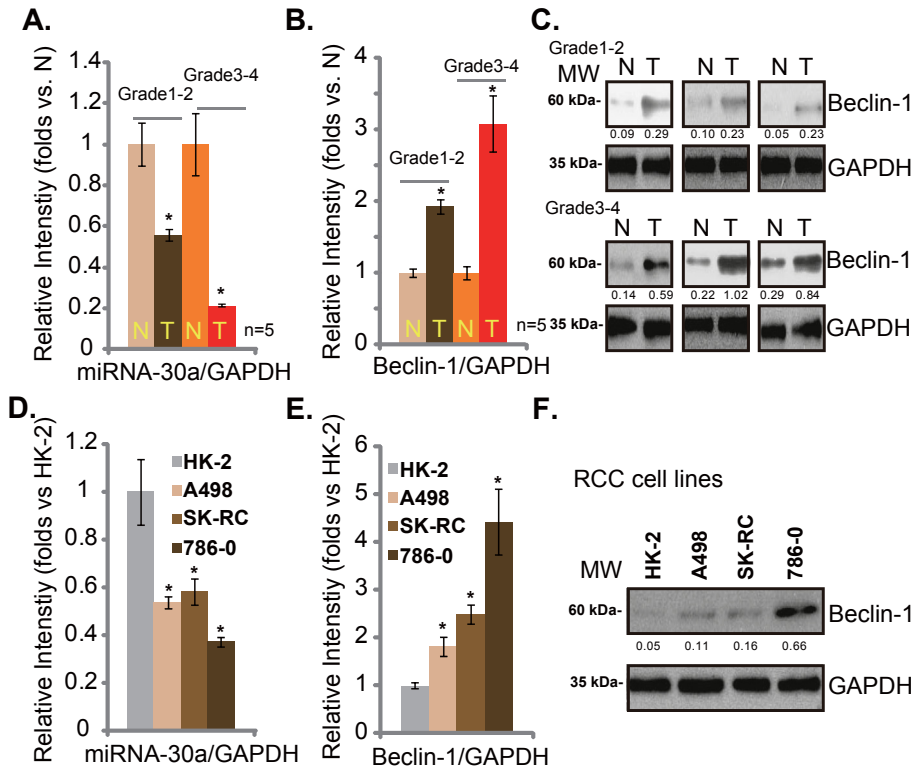 A.
Relative Intenstiy (folds vs. N)
1.4
1.2
1
0.8
0.6
0.4
0.2
0
Grade1-2
Grade3-4
*
*
N T N T
n=5
miRNA-30a/GAPDH
B.
Relative Intenstiy (folds vs. N)
4
3
2
1
0
Grade3-4
Grade1-2
*
*
N T N T
n=5
Beclin-1/GAPDH
C.
Grade1-2
MW
N T N T N T
60 kDa-
Beclin-1
0.09 0.29 0.10 0.23 0.05 0.23
35 kDa-
GAPDH
Grade3-4
N T N T N T
60 kDa-
Beclin-1
0.14 0.59 0.22 1.02 0.29 0.84
35 kDa-
GAPDH
D.
Relative Intenstiy (folds vs HK-2)
1.2
1
0.8
0.6
0.4
0.2
0
HK-2
A498
SK-RC
786-0
* * *
miRNA-30a/GAPDH
E.
Relative Intenstiy (folds vs HK-2)
6
5
4
2
1
0
HK-2
A498
SK-RC
786-0
* * *
Beclin-1/GAPDH
F.
RCC cell lines
MW
HK-2 A498 SK-RC 786-0
60 kDa-
Beclin-1
0.05 0.11 0.16 0.66
35 kDa-
GAPDH